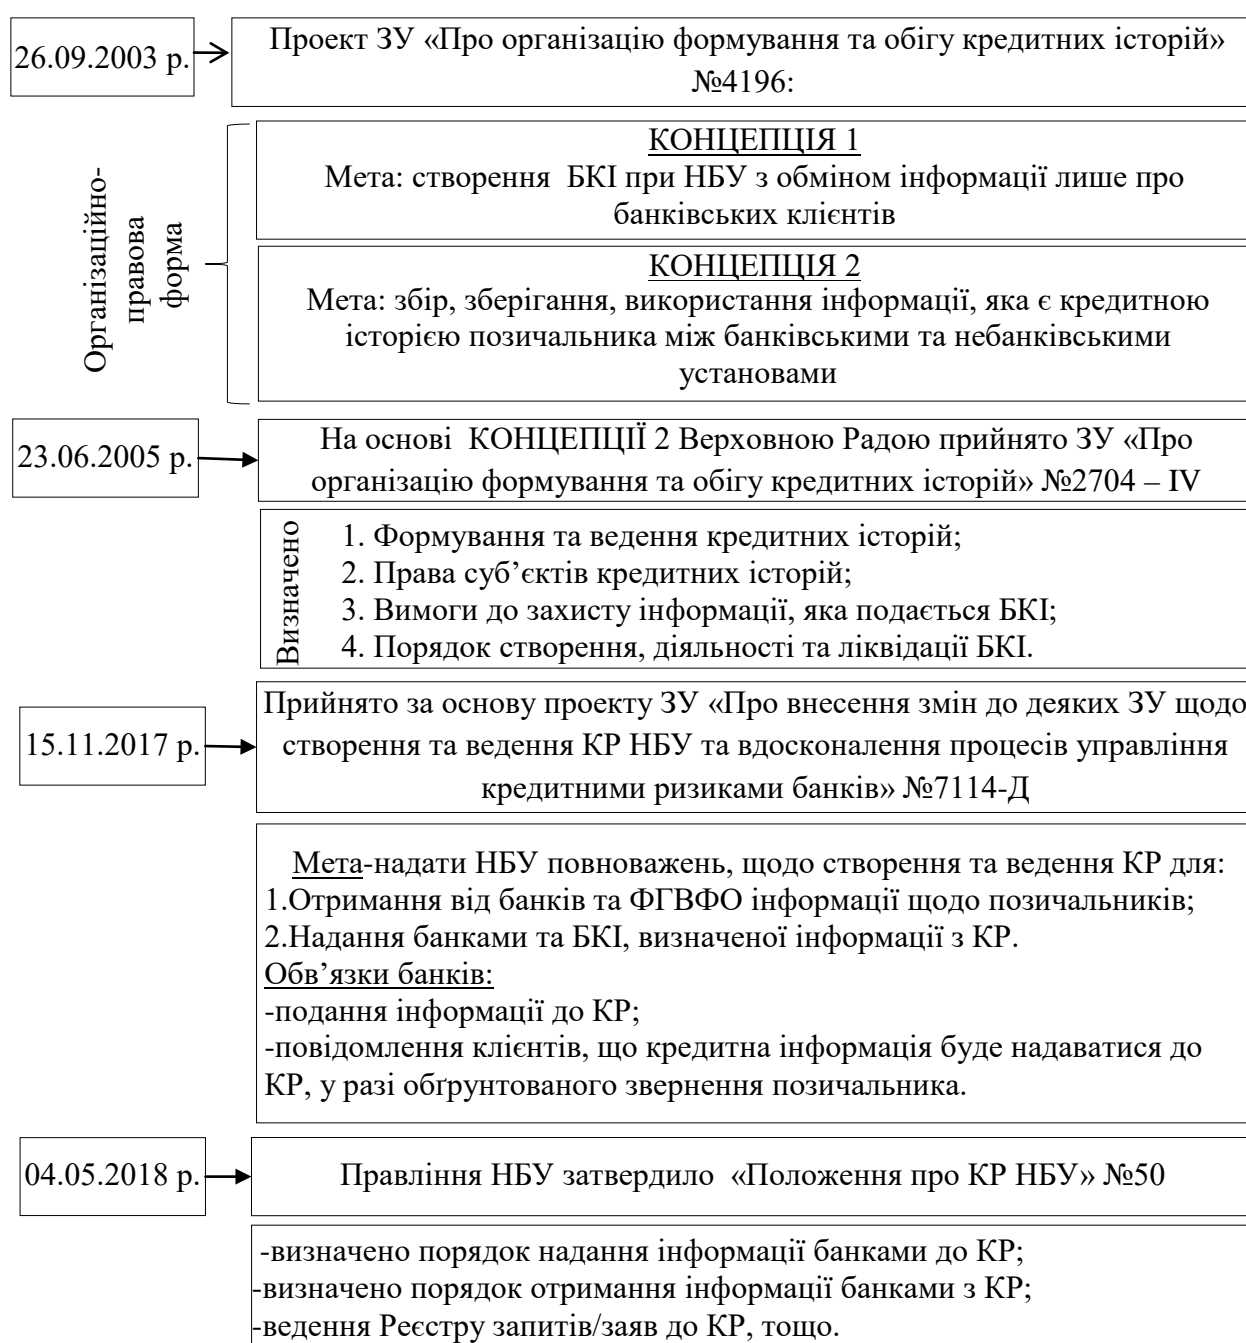 26.09.2003 р.
Проект ЗУ «Про організацію формування та обігу кредитних історій»
№4196:
Організаційно-
правова
форма
КОНЦЕПЦІЯ 1
Мета: створення БКІ при НБУ з обміном інформації лише про
банківських клієнтів
КОНЦЕПЦІЯ 2
Мета: збір, зберігання, використання інформації, яка є кредитною
історією позичальника між банківськими та небанківськими
установами
23.06.2005 р.
На основі КОНЦЕПЦІЇ 2 Верховною Радою прийнято ЗУ «Про
організацію формування та обігу кредитних історій» №2704 – IV
Визначено
1. Формування та ведення кредитних історій;
2. Права суб’єктів кредитних історій;
3. Вимоги до захисту інформації, яка подається БКІ;
4. Порядок створення, діяльності та ліквідації БКІ.
15.11.2017 р.
Прийнято за основу проекту ЗУ «Про внесення змін до деяких ЗУ щодо
створення та ведення КР НБУ та вдосконалення процесів управління
кредитними ризиками банків» №7114-Д
Мета-надати НБУ повноважень, щодо створення та ведення КР для:
1.Отримання від банків та ФГВФО інформації щодо позичальників;
2.Надання банками та БКІ, визначеної інформації з КР.
Обв’язки банків:
-подання інформації до КР;
-повідомлення клієнтів, що кредитна інформація буде надаватися до
КР, у разі обґрунтованого звернення позичальника.
04.05.2018 р.
Правління НБУ затвердило «Положення про КР НБУ» №50
-визначено порядок надання інформації банками до КР;
-визначено порядок отримання інформації банками з КР;
-ведення Реєстру запитів/заяв до КР, тощо.